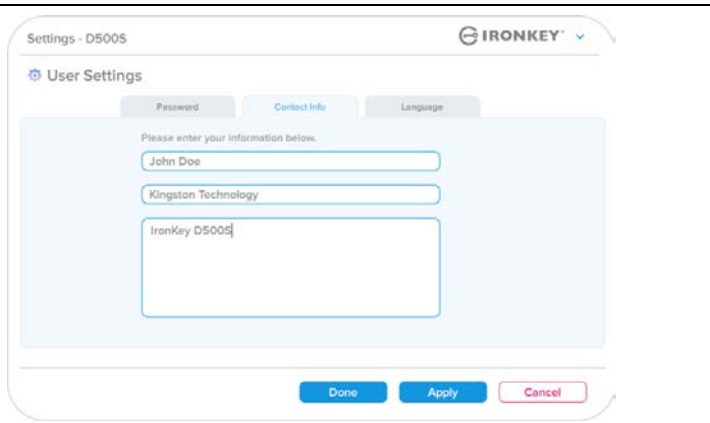 Settings - D500S
IRONKEY
User Settings
Password
Contact Info
Language
Please enter your information below.
John Doe
Kingston Technology
IronKey D500S
Done
Apply
Cancel